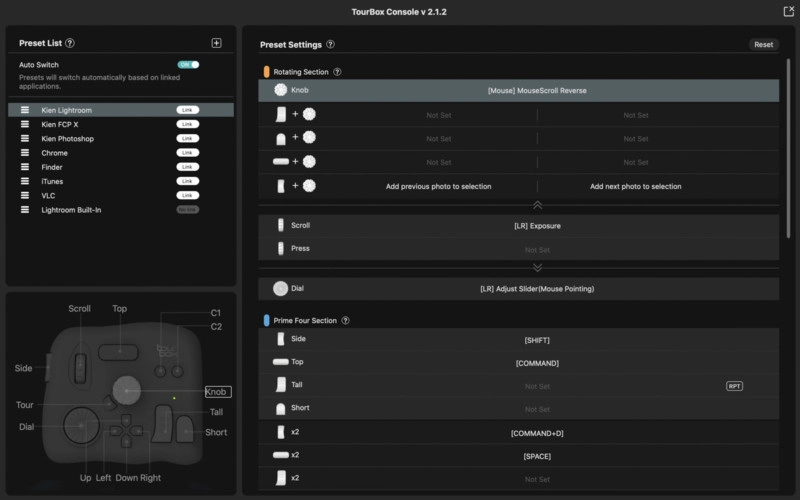 TourBox Console v 2.1.2
Preset List ?
Auto Switch ON
Presets will switch automatically based on linked
applications.
Kien Lightroom Link
Kien FCP X Link
Kien Photoshop Link
Chrome Link
Finder Link
iTunes Link
VLC Link
Lightroom Built-In No link
Scroll Top C1
C2
Side
Knob
Tour
Tall
Dial
Short
Up Left Down Right
Preset Settings ? Reset
Rotating Section ?
Knob [Mouse] MouseScroll Reverse
+ Not Set Not Set
+ Not Set Not Set
+ Not Set Not Set
+ Add previous photo to selection Add next photo to selection
Scroll [LR] Exposure
Press Not Set
Dial [LR] Adjust Slider(Mouse Pointing)
Prime Four Section ?
Side [SHIFT]
Top [COMMAND]
Tall Not Set RPT
Short Not Set
x2 [COMMAND+D]
x2 [SPACE]
x2 Not Set